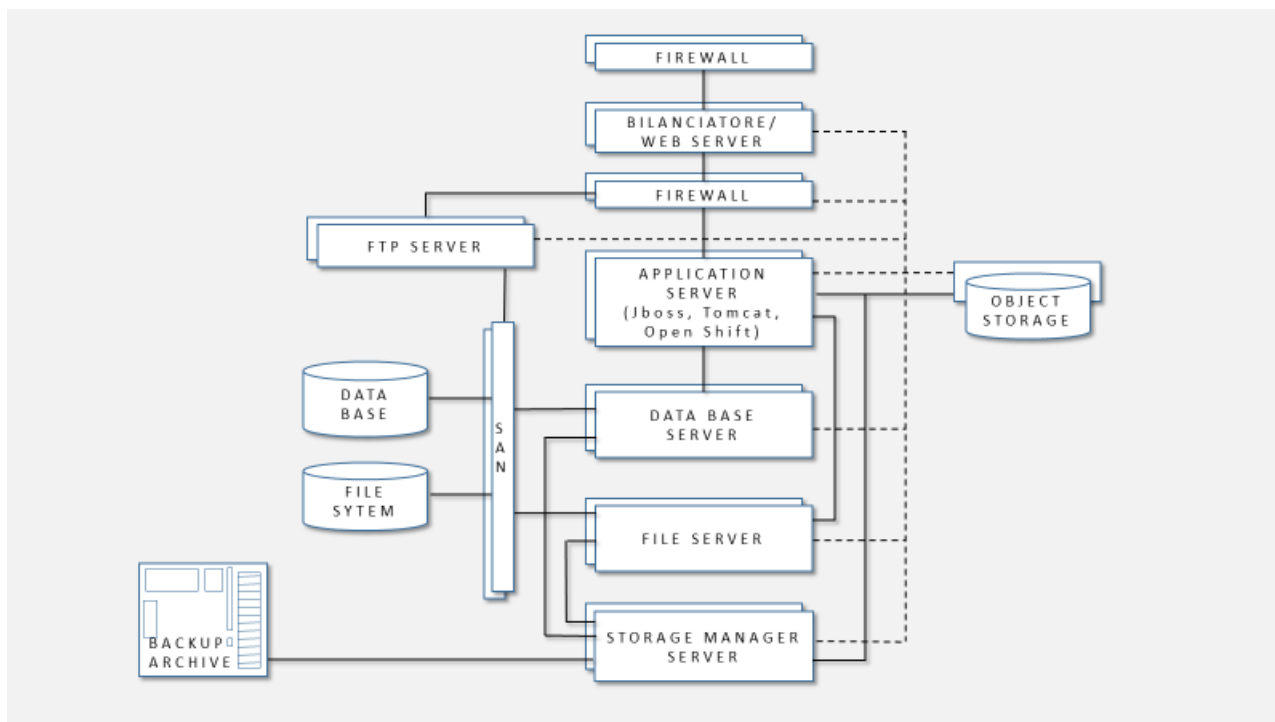 FIREWALL
BILANCIATORE/
WEB SERVER
FIREWALL
FTP SERVER
APPLICATION
SERVER
(Jboss, Tomcat,
Open Shift)
OBJECT
STORAGE
DATA
BASE
SAN
DATA BASE
SERVER
FILE
SYTEM
FILE SERVER
BACKUP
ARCHIVE
STORAGE MANAGER
SERVER